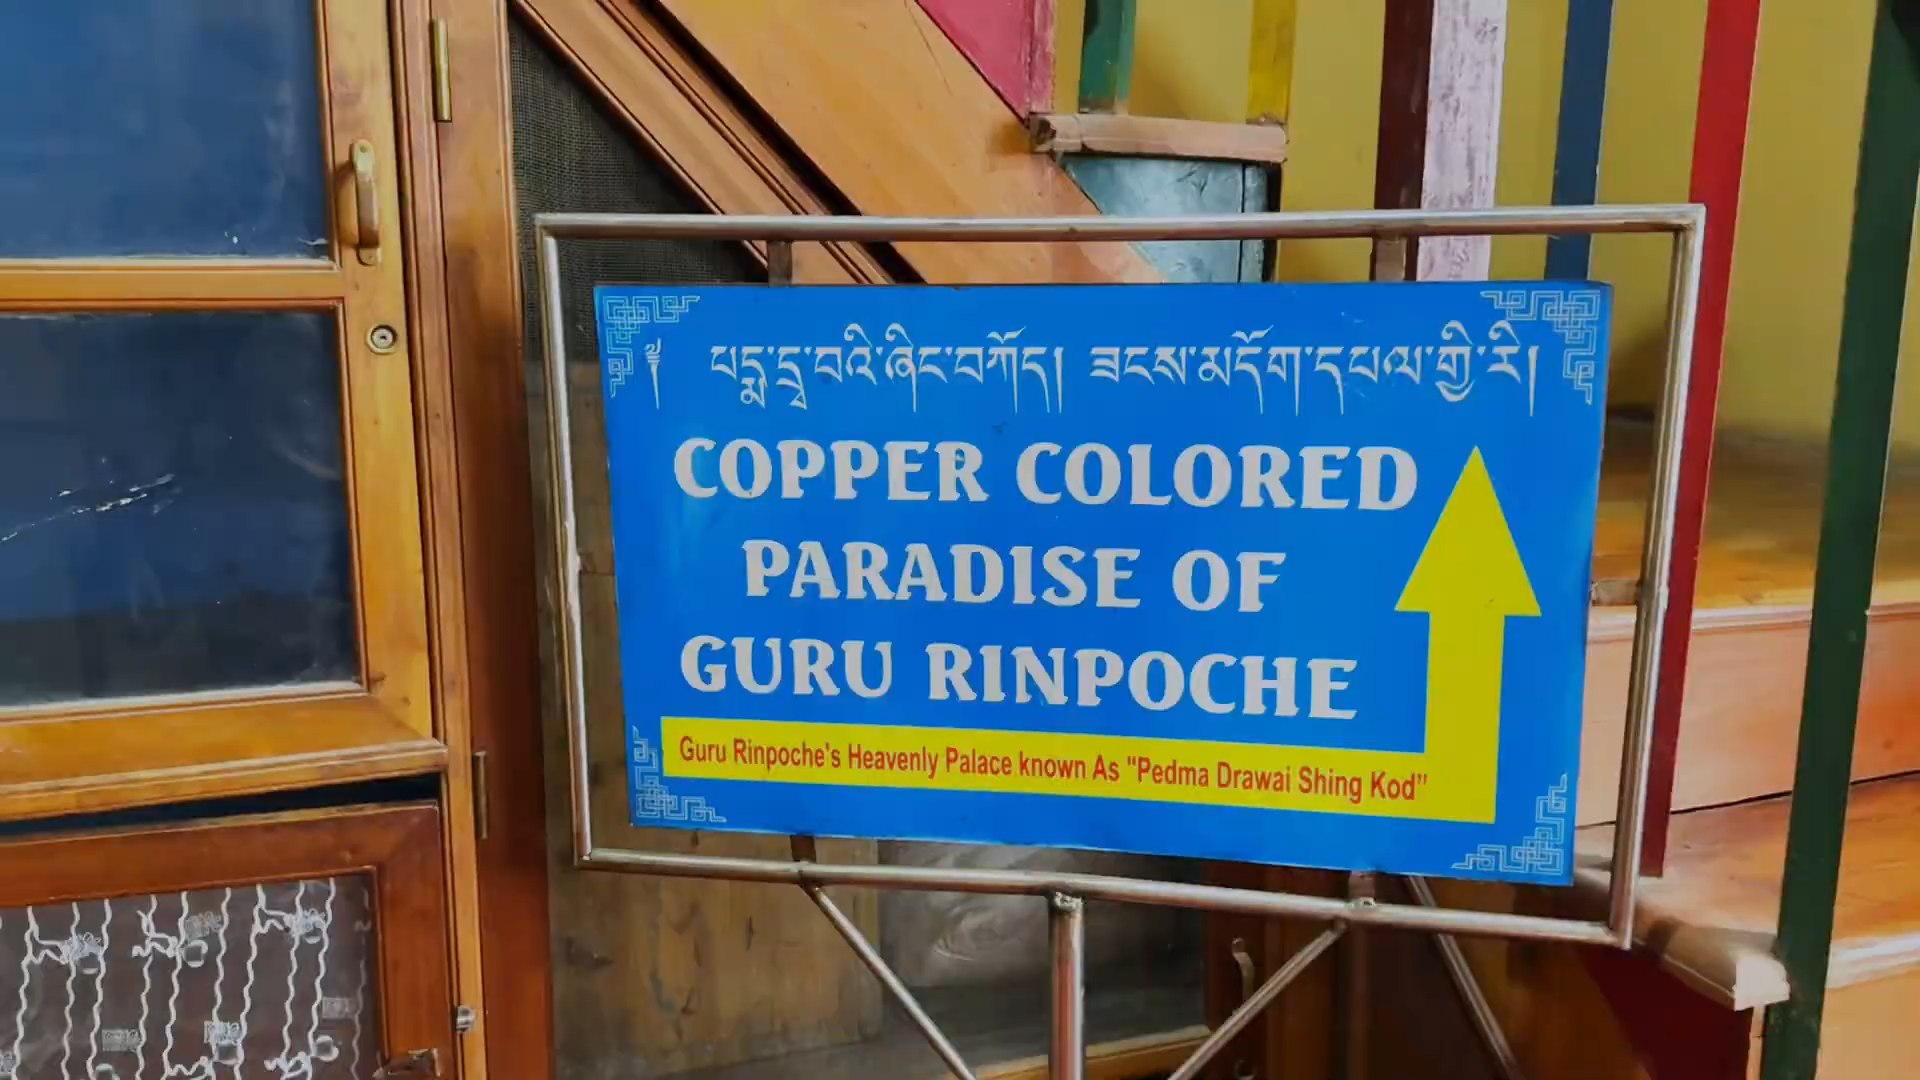 ༈ པདྨ་དྲྭ་བའི་ཞིང་བཀོད། ཟངས་མདོག་དཔལ་གྱི་རི།
COPPER COLORED
PARADISE OF
GURU RINPOCHE
Guru Rinpoche's Heavenly Palace known As "Pedma Drawai Shing Kod"